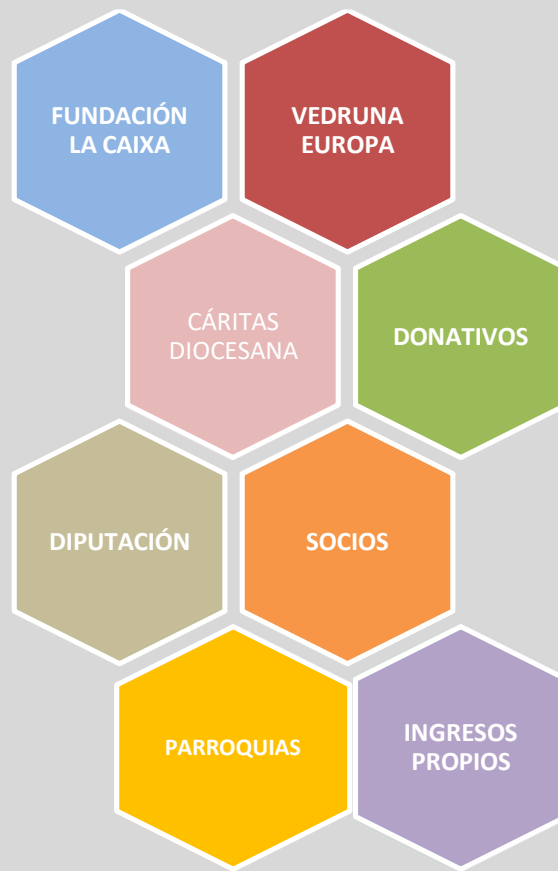 FUNDACIÓN
LA CAIXA
VEDRUNA
EUROPA
CÁRITAS
DIOCESANA
DONATIVOS
DIPUTACIÓN
SOCIOS
PARROQUIAS
INGRESOS
PROPIOS